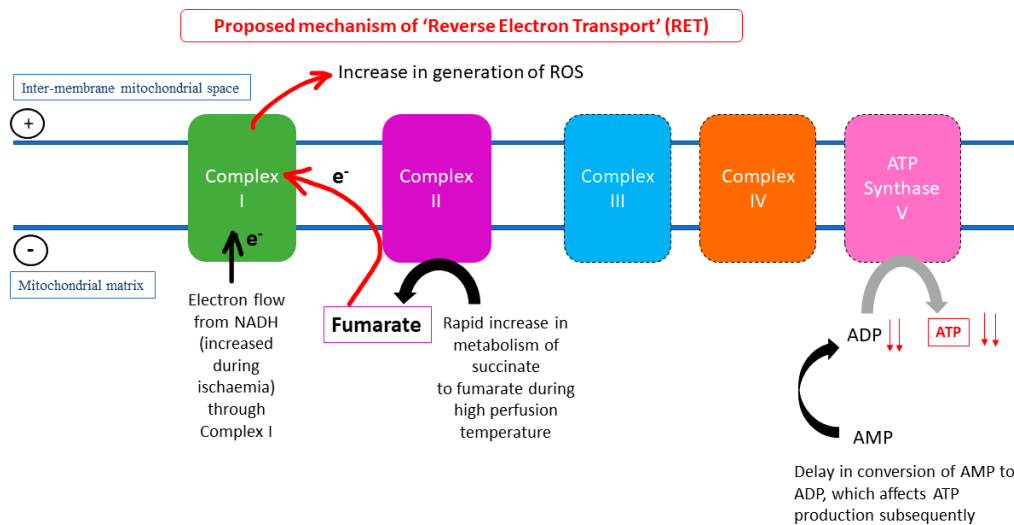 Proposed mechanism of ‘Reverse Electron Transport’ (RET)
Increase in generation of ROS
Inter-membrane mitochondrial space
+
Complex
I
e-
Complex
II
Complex
III
Complex
IV
ATP
Synthase
V
e-
-
Mitochondrial matrix
Electron flow
from NADH
(increased
during
ischaemia)
through
Complex I
Fumarate
Rapid increase in
metabolism of
succinate
to fumarate during
high perfusion
temperature
ADP
ATP
AMP
Delay in conversion of AMP to
ADP, which affects ATP
production subsequently